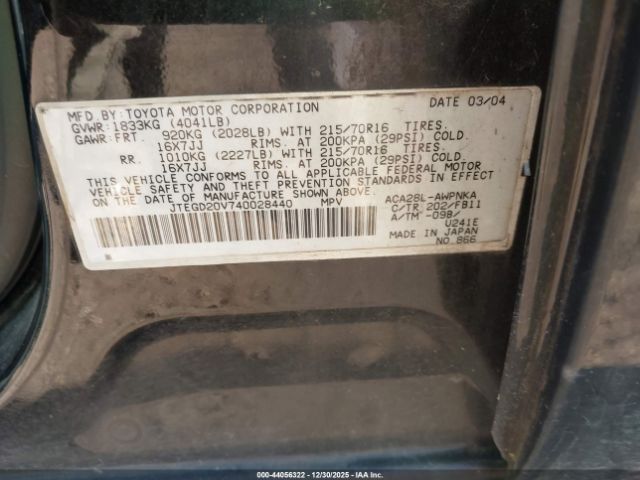 MFD. BY: TOYOTA MOTOR CORPORATION DATE 03/04
GVWR: 1833KG (4041LB)
GAWR: FRT. 920KG (2028LB) WITH 215/70R16 TIRES.
16X7JJ RIMS. AT 200KPA (29PSI) COLD.
RR. 1010KG (2227LB) WITH 215/70R16 TIRES.
16X7JJ RIMS. AT 200KPA (29PSI) COLD.
THIS VEHICLE CONFORMS TO ALL APPLICABLE FEDERAL MOTOR
VEHICLE SAFETY AND THEFT PREVENTION STANDARDS IN EFFECT
ON THE DATE OF MANUFACTURE SHOWN ABOVE.
JTEGD20V740028440 MPV
ACA28L-AWPNKA
C/TR 202/FB11
A/TM -09B/
U241E
MADE IN JAPAN
NO. 866
000-44056322 - 12/30/2025 - IAAI.com